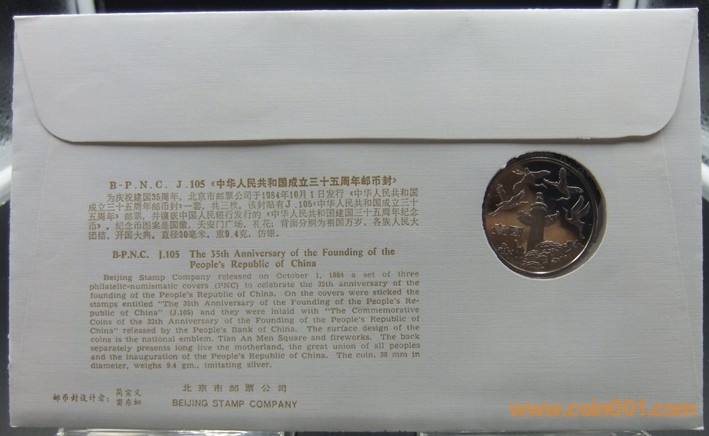 B-P.N.C. J.105《中华人民共和国成立三十五周年邮币封》
为庆祝建国35周年，北京市邮票公司于1984年10月1日发行《中华人民共和国
成立三十五周年邮币封》一套，共三枚。该封贴有J.105《中华人民共和国成立三十五
周年》邮票，并镶嵌中国人民银行发行的《中华人民共和国建国三十五周年纪念
币》。纪念币图案是国徽，天安门广场，礼花；背面分别为祖国万岁、各族人民大
团结、开国大典。直径30毫米，重9.4克，仿银。
B-P.N.C. J.105 The 35th Anniversary of the Founding of the
People's Republic of China
Beijing Stamp Company released on October 1, 1984 a set of three
philatelic-numismatic covers (PNC) to celebrate the 35th anniversary of the
founding of the People's Republic of China. On the covers were sticked the
stamps entitled "The 35th Anniversary of the Founding of the People's Re-
public of China" (J.105) and they were inlaid with "The Commemorative
Coins of the 35th Anniversary of the Founding of the People's Republic of
China" released by the People's Bank of China. The surface design of the
coins is the national emblem, Tian An Men Square and fireworks. The back
separately presents long live the motherland, the great union of all peoples
and the inauguration of the People's Republic of China. The coin, 30 mm in
diameter, weighs 9.4 gm., imitating silver.
邮币封设计者：
北京市邮票公司
BEIJING STAMP COMPANY
www.coin001.com